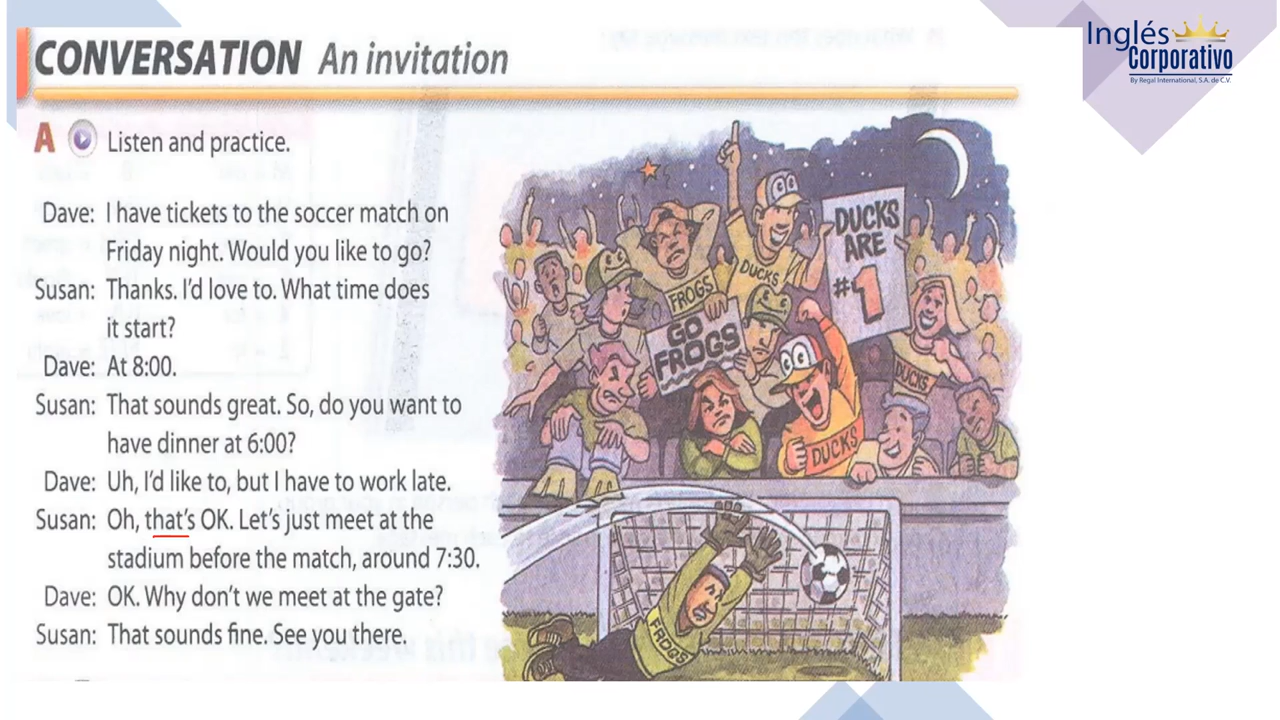 Inglés
Corporativo
By Regal International, S.A. de C.V.
CONVERSATION An invitation
A Listen and practice.
Dave: I have tickets to the soccer match on
Friday night. Would you like to go?
Susan: Thanks. I'd love to. What time does
it start?
Dave: At 8:00.
Susan: That sounds great. So, do you want to
have dinner at 6:00?
Dave: Uh, I'd like to, but I have to work late.
Susan: Oh, that's OK. Let's just meet at the
stadium before the match, around 7:30.
Dave: OK. Why don't we meet at the gate?
Susan: That sounds fine. See you there.
DUCKS
ARE
#1
DUCKS
FROGS
GO
FROGS
DUCKS
DUCKS
FROGS